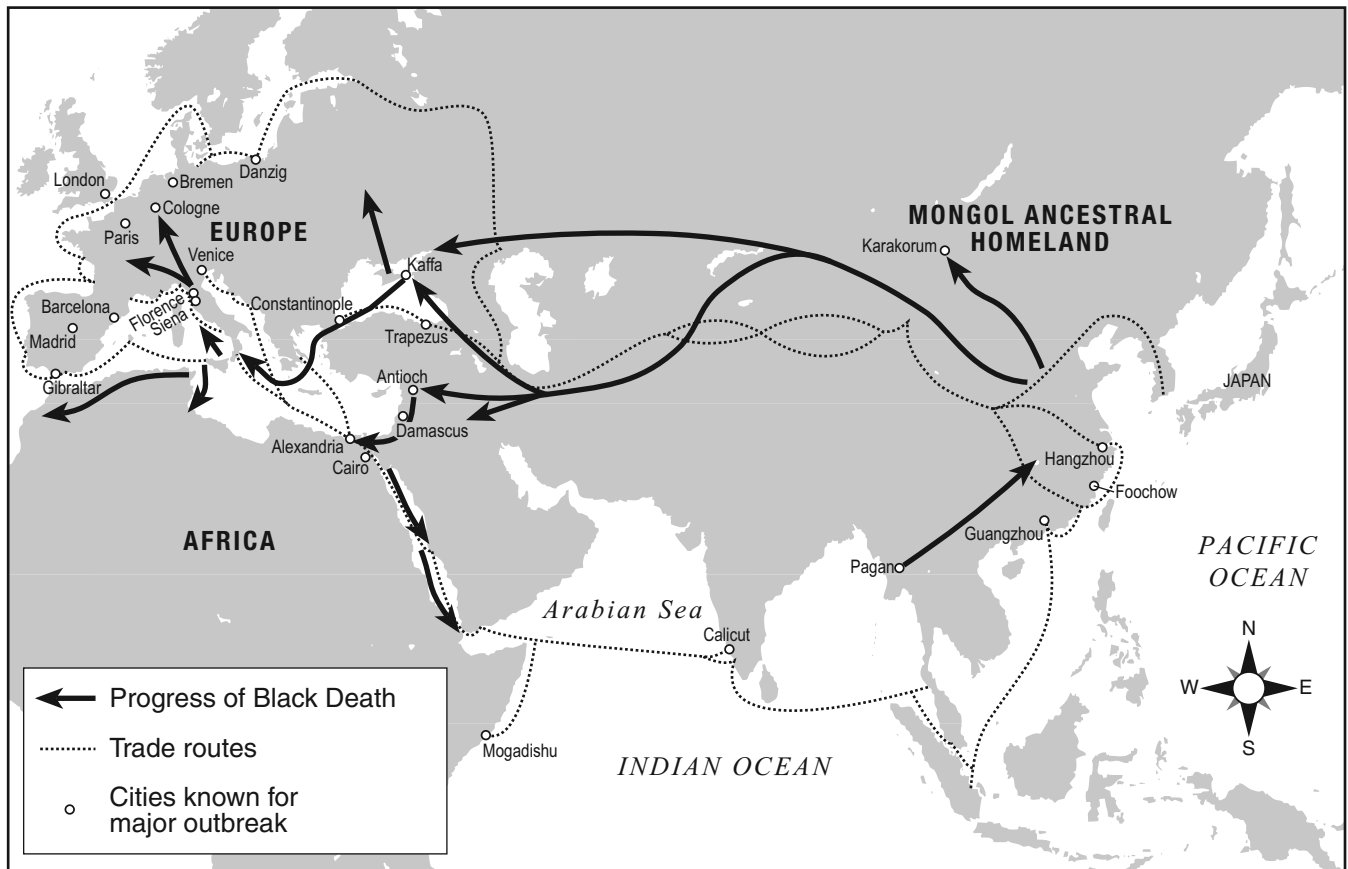 London
Bremen
Danzig
Cologne
Paris
EUROPE
Venice
MONGOL ANCESTRAL
HOMELAND
Karakorum
Kaffa
Constantinople
Barcelona
Florence
Siena
Madrid
Trapezus
Gibraltar
Antioch
JAPAN
Damascus
Alexandria
Cairo
Hangzhou
Foochow
Guangzhou
AFRICA
PACIFIC
OCEAN
Pagan
Arabian Sea
Calicut
N
W
E
S
Mogadishu
INDIAN OCEAN
Progress of Black Death
Trade routes
Cities known for
major outbreak